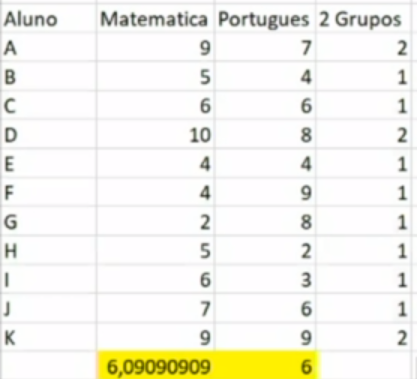 Aluno Matematica Portugues 2 Grupos
A 9 7 2
B 5 4 1
C 6 6 1
D 10 8 2
E 4 4 1
F 4 9 1
G 2 8 1
H 5 2 1
I 6 3 1
J 7 6 1
K 9 9 2
6,09090909 6